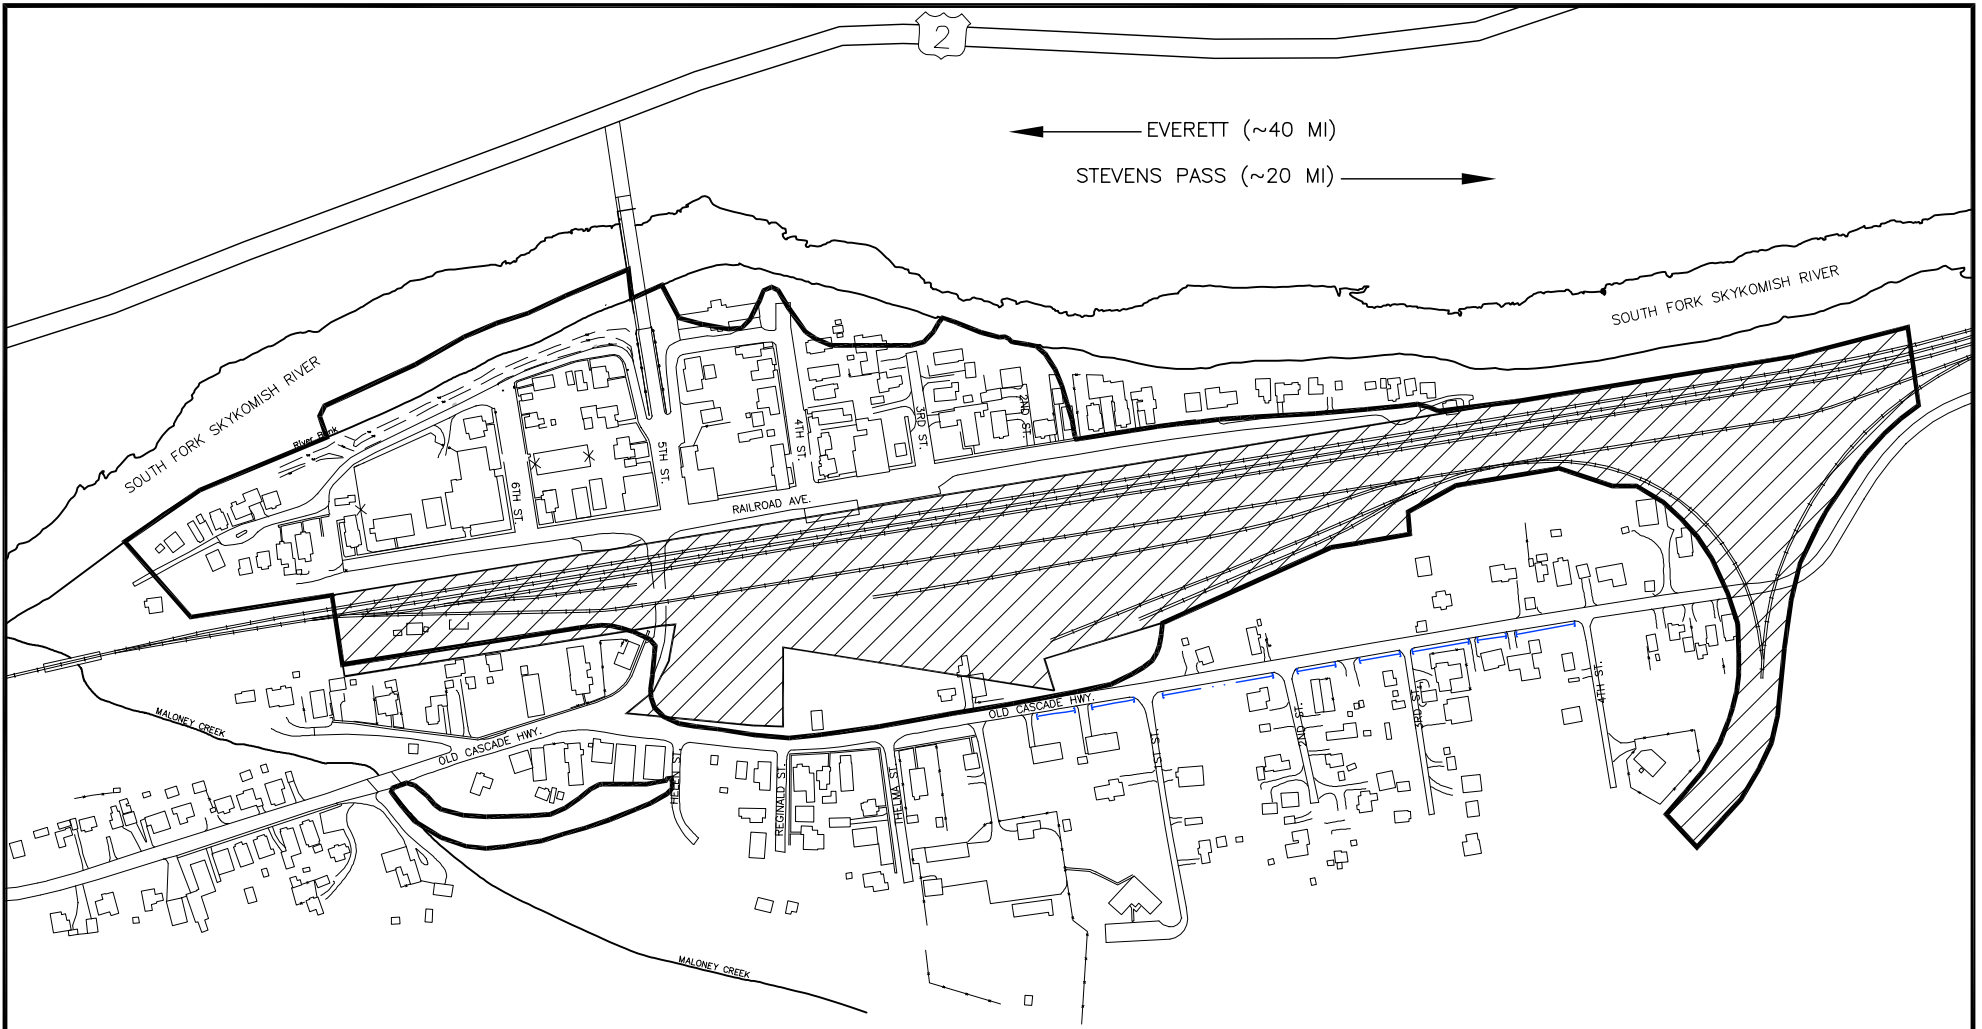 2
EVERETT (~40 MI)
STEVENS PASS (~20 MI)
SOUTH FORK SKYKOMISH RIVER
SOUTH FORK SKYKOMISH RIVER
River Bank
6TH ST.
5TH ST.
4TH ST.
3RD ST.
2ND ST.
RAILROAD AVE.
MALONEY CREEK
OLD CASCADE HWY.
OLD CASCADE HWY.
HELEN ST.
REGINALD ST.
THELMA ST.
1ST ST.
2ND ST.
3RD ST.
4TH ST.
MALONEY CREEK